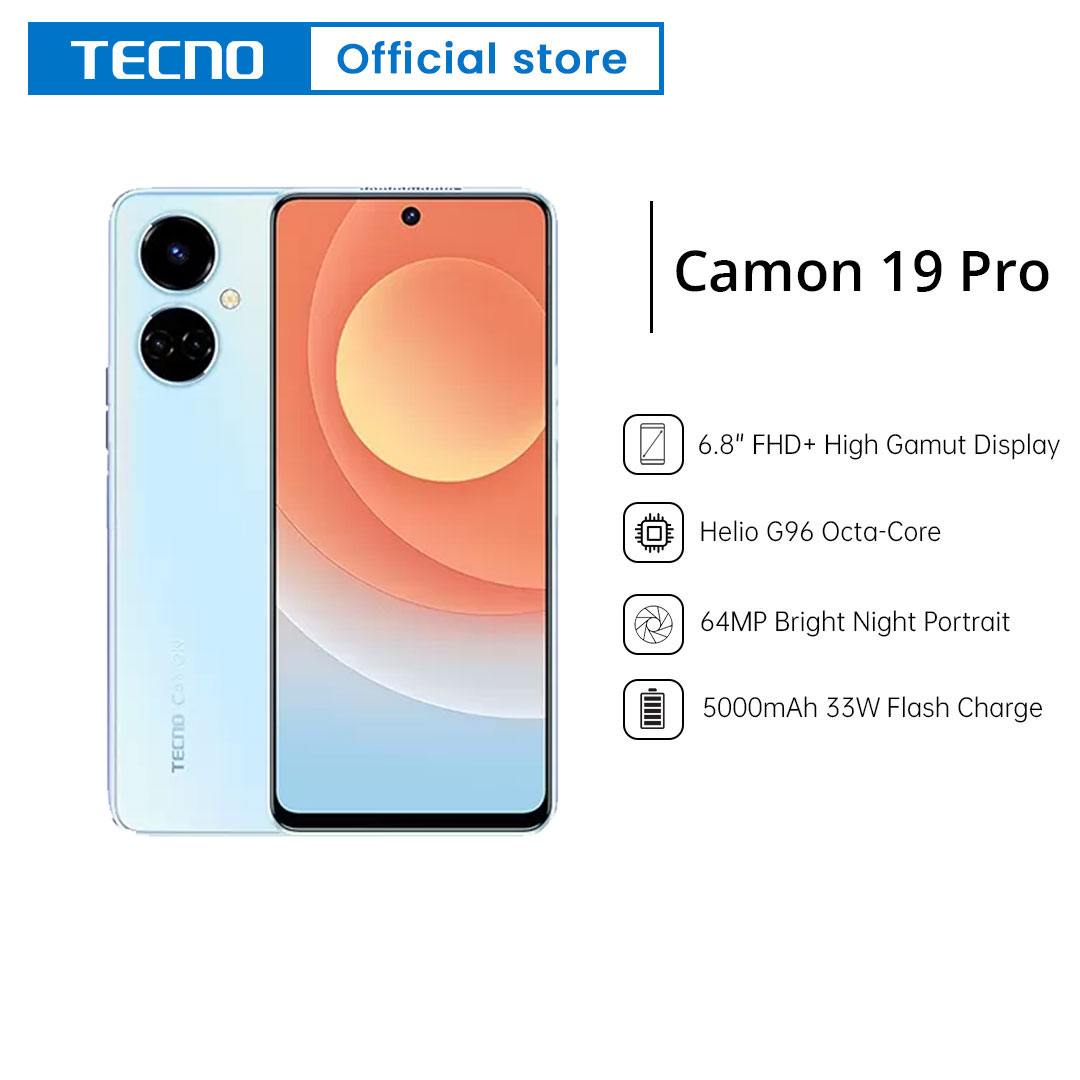 TECNO
Official store
Camon 19 Pro
6.8" FHD+ High Gamut Display
Helio G96 Octa-Core
64MP Bright Night Portrait
5000mAh 33W Flash Charge
TECNO CAMON